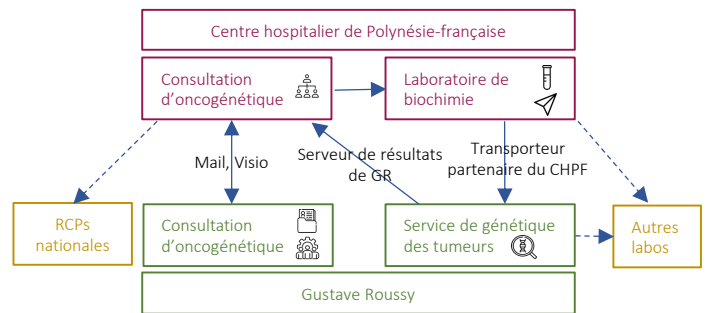 Centre hospitalier de Polynésie-française
Consultation
d'oncogénétique
Laboratoire de
biochimie
Mail, Visio
Serveur de résultats
de GR
Transporteur
partenaire du CHPF
RCPs
nationales
Consultation
d'oncogénétique
Service de génétique
des tumeurs
Autres
labos
Gustave Roussy